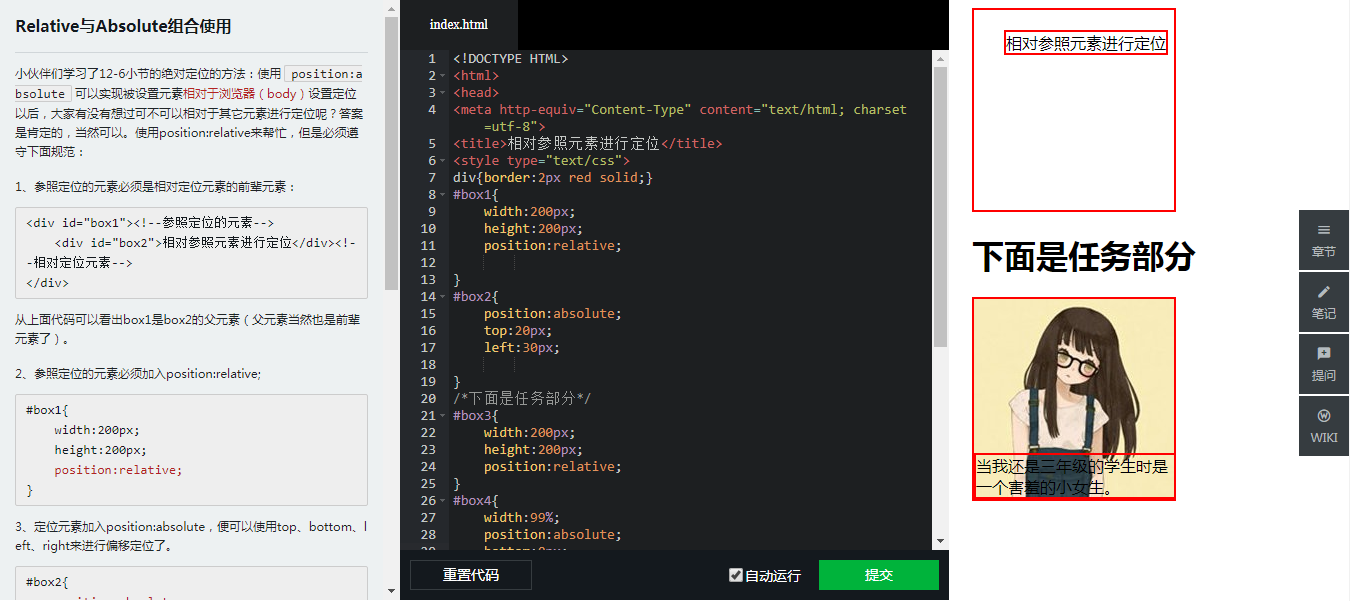 Relative与Absolute组合使用
小伙伴们学习了12-6小节的绝对定位的方法：使用 position:a
bsolute 可以实现被设置元素相对于浏览器（body）设置定位
以后，大家有没有想过可不可以相对于其它元素进行定位呢？答案
是肯定的，当然可以。使用position:relative来帮忙，但是必须遵
守下面规范：
1、参照定位的元素必须是相对定位元素的前辈元素：
<div id="box1"><!--参照定位的元素-->
    <div id="box2">相对参照元素进行定位</div><!-
-相对定位元素-->
</div>
从上面代码可以看出box1是box2的父元素（父元素当然也是前辈
元素了）。
2、参照定位的元素必须加入position:relative;
#box1{
    width:200px;
    height:200px;
    position:relative;
}
3、定位元素加入position:absolute，便可以使用top、bottom、l
eft、right来进行偏移定位了。
#box2{
index.html
1 <!DOCTYPE HTML>
2 <html>
3 <head>
4 <meta http-equiv="Content-Type" content="text/html; charset
=utf-8">
5 <title>相对参照元素进行定位</title>
6 <style type="text/css">
7 div{border:2px red solid;}
8 #box1{
9     width:200px;
10     height:200px;
11     position:relative;
12
13 }
14 #box2{
15     position:absolute;
16     top:20px;
17     left:30px;
18
19 }
20 /*下面是任务部分*/
21 #box3{
22     width:200px;
23     height:200px;
24     position:relative;
25 }
26 #box4{
27     width:99%;
28     position:absolute;
重置代码
自动运行
提交
相对参照元素进行定位
下面是任务部分
当我还是三年级的学生时是
一个害羞的小女生。
章节
笔记
提问
WIKI